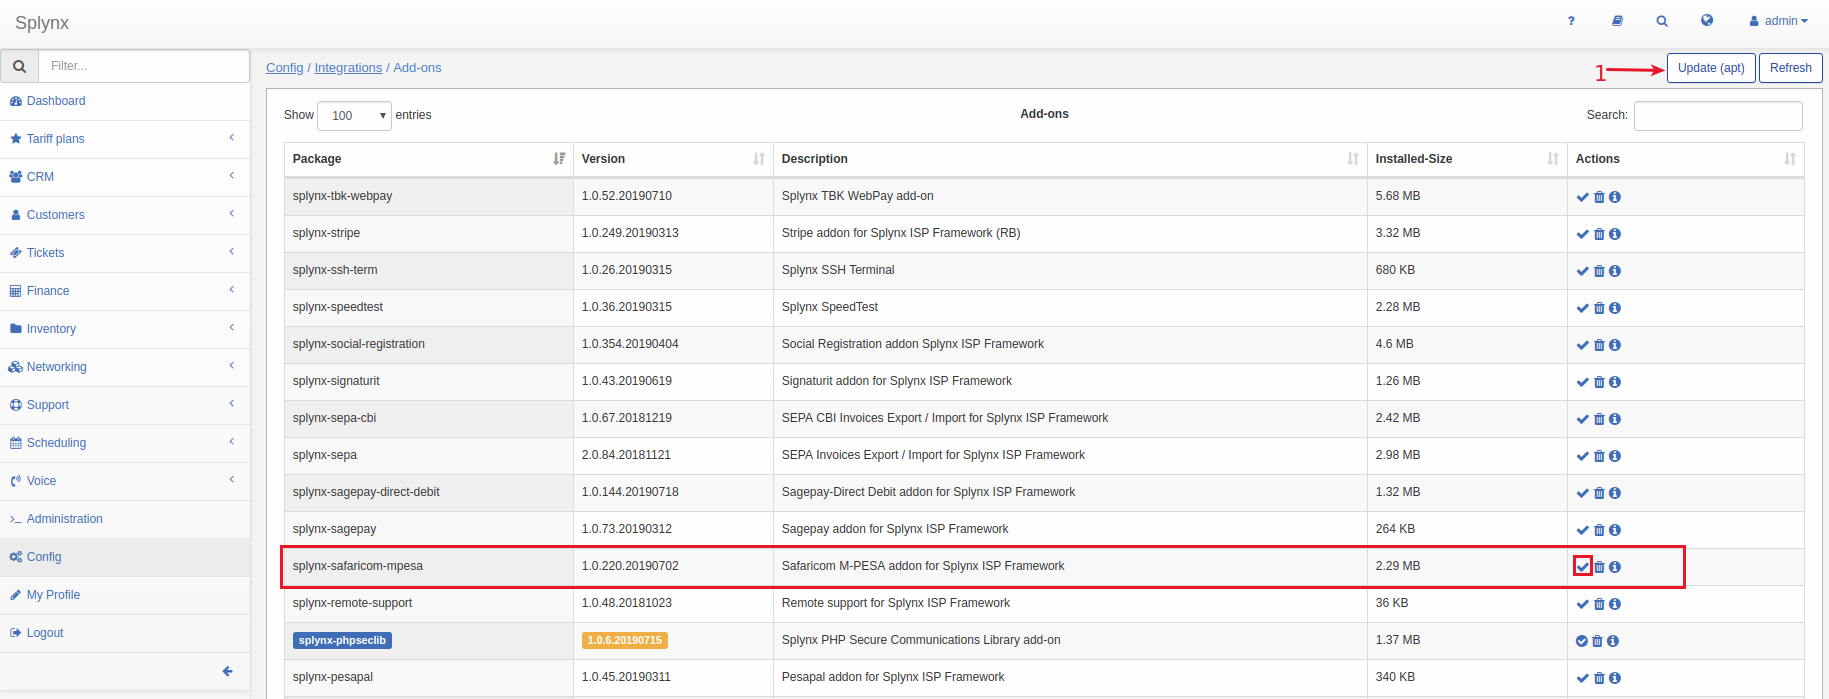 Splynx
? admin
Filter...
Config / Integrations / Add-ons
1
Update (apt) Refresh
Dashboard
Tariff plans
CRM
Customers
Tickets
Finance
Inventory
Networking
Support
Scheduling
Voice
Administration
Config
My Profile
Logout
Show 100 entries
Add-ons
Search:
Package Version Description Installed-Size Actions
splynx-tbk-webpay 1.0.52.20190710 Splynx TBK WebPay add-on 5.68 MB
splynx-stripe 1.0.249.20190313 Stripe addon for Splynx ISP Framework (RB) 3.32 MB
splynx-ssh-term 1.0.26.20190315 Splynx SSH Terminal 680 KB
splynx-speedtest 1.0.36.20190315 Splynx SpeedTest 2.28 MB
splynx-social-registration 1.0.354.20190404 Social Registration addon Splynx ISP Framework 4.6 MB
splynx-signaturit 1.0.43.20190619 Signaturit addon for Splynx ISP Framework 1.26 MB
splynx-sepa-cbi 1.0.67.20181219 SEPA CBI Invoices Export / Import for Splynx ISP Framework 2.42 MB
splynx-sepa 2.0.84.20181121 SEPA Invoices Export / Import for Splynx ISP Framework 2.98 MB
splynx-sagepay-direct-debit 1.0.144.20190718 Sagepay-Direct Debit addon for Splynx ISP Framework 1.32 MB
splynx-sagepay 1.0.73.20190312 Sagepay addon for Splynx ISP Framework 264 KB
splynx-safaricom-mpesa 1.0.220.20190702 Safaricom M-PESA addon for Splynx ISP Framework 2.29 MB
splynx-remote-support 1.0.48.20181023 Remote support for Splynx ISP Framework 36 KB
splynx-phpseclib 1.0.6.20190715 Splynx PHP Secure Communications Library add-on 1.37 MB
splynx-pesapal 1.0.45.20190311 Pesapal addon for Splynx ISP Framework 340 KB